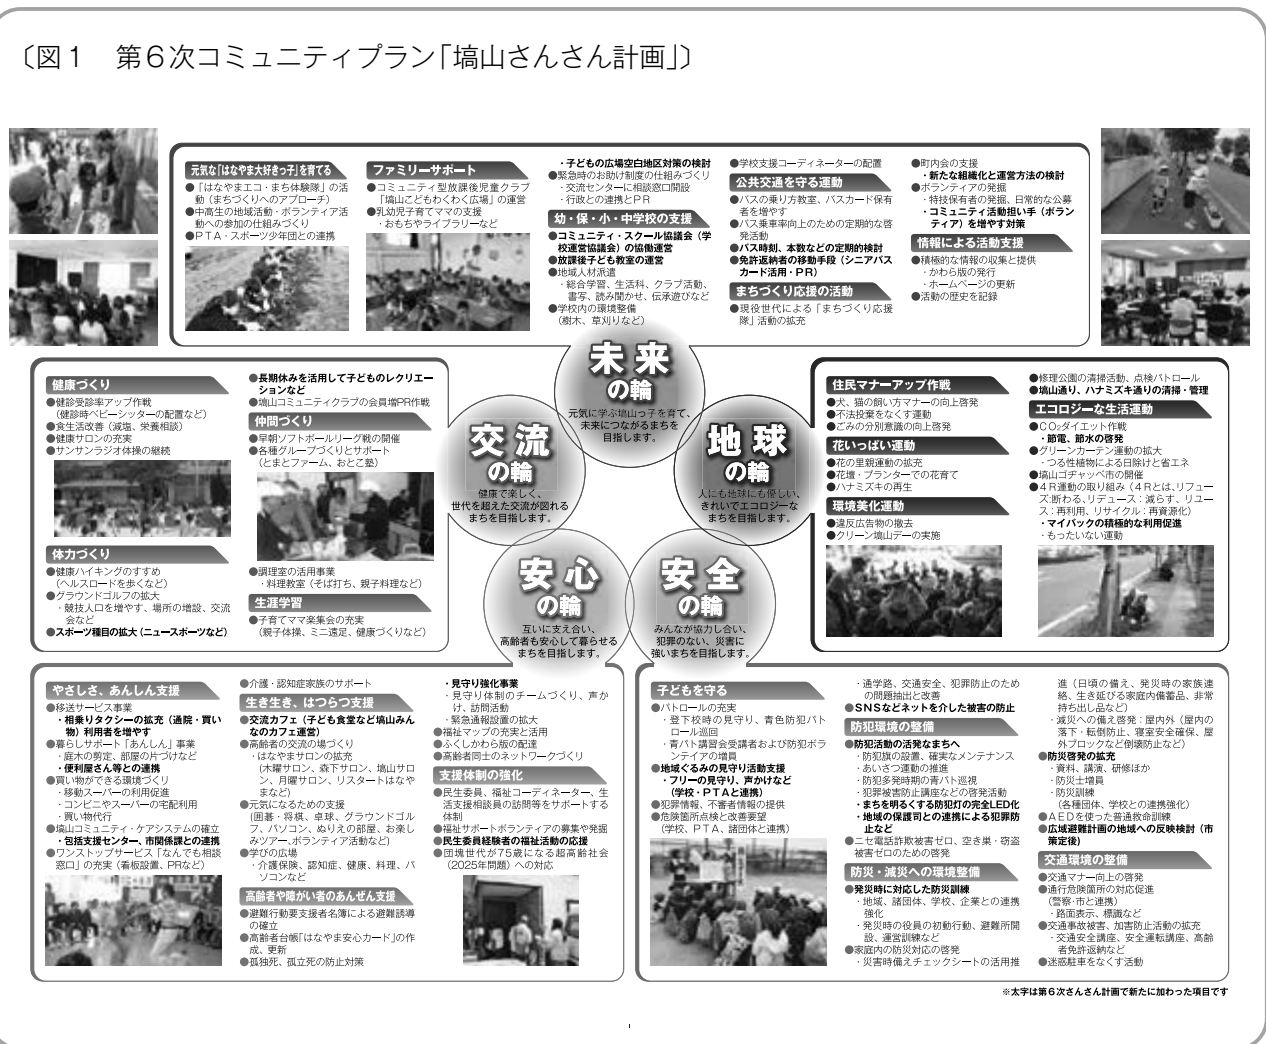 〔図1　第6次コミュニティプラン「塙山さんさん計画」〕
元気な「はなやま大好きっ子」を育てる
●「はなやまエコ・まち体験隊」の活
動（まちづくりへのアプローチ）
●中高生の地域活動・ボランティア活
動への参加の仕組みづくり
●PTA・スポーツ少年団との連携
ファミリーサポート
●コミュニティ型放課後児童クラブ
「塙山こどもわくわく広場」の運営
●乳幼児子育てママの支援
・おもちゃライブラリーなど
・子どもの広場空白地区対策の検討
●緊急時のお助け制度の仕組みづくり
・交流センターに相談窓口開設
・行政との連携とPR
幼・保・小・中学校の支援
●コミュニティ・スクール協議会（学
校運営協議会）の協働運営
●放課後子ども教室の運営
●地域人材派遣
・総合学習、生活科、クラブ活動、
書写、読み聞かせ、伝承遊びなど
●学校内の環境整備
（樹木、草刈りなど）
●学校支援コーディネーターの配置
公共交通を守る運動
●バスの乗り方教室、バスカード保有
者を増やす
●バス乗車率向上のための定期的な啓
発活動
●バス時刻、本数などの定期的検討
●免許返納者の移動手段（シニアバス
カード活用・PR）
まちづくり応援の活動
●現役世代による「まちづくり応援
隊」活動の拡充
●町内会の支援
・新たな組織化と運営方法の検討
●ボランティアの発掘
・特技保有者の発掘、日常的な公募
・コミュニティ活動担い手（ボラン
ティア）を増やす対策
情報による活動支援
●積極的な情報の収集と提供
・かわら版の発行
・ホームページの更新
●活動の歴史を記録
未来
の輪
元気に学ぶ塙山っ子を育て、
未来につながるまちを
目指します。
交流
の輪
健康で楽しく、
世代を超えた交流が図れる
まちを目指します。
地球
の輪
人にも地球にも優しい、
きれいでエコロジーな
まちを目指します。
安心
の輪
互いに支え合い、
高齢者も安心して暮らせる
まちを目指します。
安全
の輪
みんなが協力し合い、
犯罪のない、災害に
強いまちを目指します。
健康づくり
●健診受診率アップ作戦
（健診時ベビーシッターの配置など）
●食生活改善（減塩、栄養相談）
●健康サロンの充実
●サンサンラジオ体操の継続
体力づくり
●健康ハイキングのすすめ
（ヘルスロードを歩くなど）
●グラウンドゴルフの拡大
・競技人口を増やす、場所の増設、交流
会など
●スポーツ種目の拡大（ニュースポーツなど）
●長期休みを活用して子どものレクリエー
ションなど
●塙山コミュニティクラブの会員増PR作戦
仲間づくり
●早朝ソフトボールリーグ戦の開催
●各種グループづくりとサポート
（とまとファーム、おとこ塾）
●調理室の活用事業
・料理教室（そば打ち、親子料理など）
生涯学習
●子育てママ楽集会の充実
（親子体操、ミニ遠足、健康づくりなど）
住民マナーアップ作戦
●犬、猫の飼い方マナーの向上啓発
●不法投棄をなくす運動
●ごみの分別意識の向上啓発
花いっぱい運動
●花の里親運動の拡充
●花壇・プランターでの花育て
●ハナミズキの再生
環境美化運動
●違反広告物の撤去
●クリーン塙山デーの実施
●修理公園の清掃活動、点検パトロール
●塙山通り、ハナミズキ通りの清掃・管理
エコロジーな生活運動
●CO₂ダイエット作戦
・節電、節水の啓発
●グリーンカーテン運動の拡大
・つる性植物による日除けと省エネ
●塙山ゴチャッペ市の開催
●4R運動の取り組み（4Rとは、リフュー
ズ:断わる、リデュース：減らす、リユー
ス：再利用、リサイクル：再資源化）
・マイバックの積極的な利用促進
・もったいない運動
やさしさ、あんしん支援
●移送サービス事業
・相乗りタクシーの拡充（通院・買い
物）利用者を増やす
●暮らしサポート「あんしん」事業
・庭木の剪定、部屋の片づけなど
・便利屋さん等との連携
●買い物ができる環境づくり
・移動スーパーの利用促進
・コンビニやスーパーの宅配利用
・買い物代行
●塙山コミュニティ・ケアシステムの確立
・包括支援センター、市関係課との連携
●ワンストップサービス「なんでも相談
窓口」の充実（看板設置、PRなど）
●介護・認知症家族のサポート
生き生き、はつらつ支援
●交流カフェ（子ども食堂など塙山みん
なのカフェ運営）
●高齢者の交流の場づくり
・はなやまサロンの拡充
（木曜サロン、森下サロン、塙山サロ
ン、月曜サロン、リスタートはなや
まなど）
●元気になるための支援
（囲碁・将棋、卓球、グラウンドゴル
フ、パソコン、ぬりえの部屋、お楽し
みツアー、ボランティア活動など）
●学びの広場
・介護保険、認知症、健康、料理、パ
ソコンなど
高齢者や障がい者のあんぜん支援
●避難行動要支援者名簿による避難誘導
の確立
●高齢者台帳「はなやま安心カード」の作
成、更新
●孤独死、孤立死の防止対策
・見守り強化事業
・見守り体制のチームづくり、声か
け、訪問活動
・緊急通報設置の拡大
●福祉マップの充実と活用
●ふくしかわら版の配達
●高齢者同士のネットワークづくり
支援体制の強化
●民生委員、福祉コーディネーター、生
活支援相談員の訪問等をサポートする
体制
●福祉サポートボランティアの募集や発掘
●民生委員経験者の福祉活動の応援
●団塊世代が75歳になる超高齢社会
（2025年問題）への対応
子どもを守る
●パトロールの充実
・登下校時の見守り、青色防犯パト
ロール巡回
・青パト講習会受講者および防犯ボラ
ンテイアの増員
●地域ぐるみの見守り活動支援
・フリーの見守り、声かけなど
（学校・PTAと連携）
●犯罪情報、不審者情報の提供
●危険箇所点検と改善要望
（学校、PTA、諸団体と連携）
・通学路、交通安全、犯罪防止のため
の問題抽出と改善
●SNSなどネットを介した被害の防止
防犯環境の整備
●防犯活動の活発なまちへ
・防犯旗の設置、確実なメンテナンス
・あいさつ運動の推進
・防犯多発時期の青パト巡視
・犯罪被害防止講座などの啓発活動
・まちを明るくする防犯灯の完全LED化
・地域の保護司との連携による犯罪防
止など
●ニセ電話詐欺被害ゼロ、空き巣・窃盗
被害ゼロのための啓発
防災・減災への環境整備
●発災時に対応した防災訓練
・地域、諸団体、学校、企業との連携
強化
・発災時の役員の初動行動、避難所開
設、運営訓練など
●家庭内の防災対応の啓発
・災害時備えチェックシートの活用推
進（日頃の備え、発災時の家族連
絡、生き延びる家庭内備蓄品、非常
持ち出し品など）
・減災への備え啓発：屋内外（屋内の
落下・転倒防止、寝室安全確保、屋
外ブロックなど倒壊防止など）
●防災啓発の拡充
・資料、講演、研修ほか
・防災士増員
・防災訓練
（各種団体、学校との連携強化）
●AEDを使った普通救命訓練
●広域避難計画の地域への反映検討（市
策定後）
交通環境の整備
●交通マナー向上の啓発
●通行危険箇所の対応促進
（警察・市と連携）
・路面表示、標識など
●交通事故被害、加害防止活動の拡充
・交通安全講座、安全運転講座、高齢
者免許返納など
●迷惑駐車をなくす活動
※太字は第6次さんさん計画で新たに加わった項目です